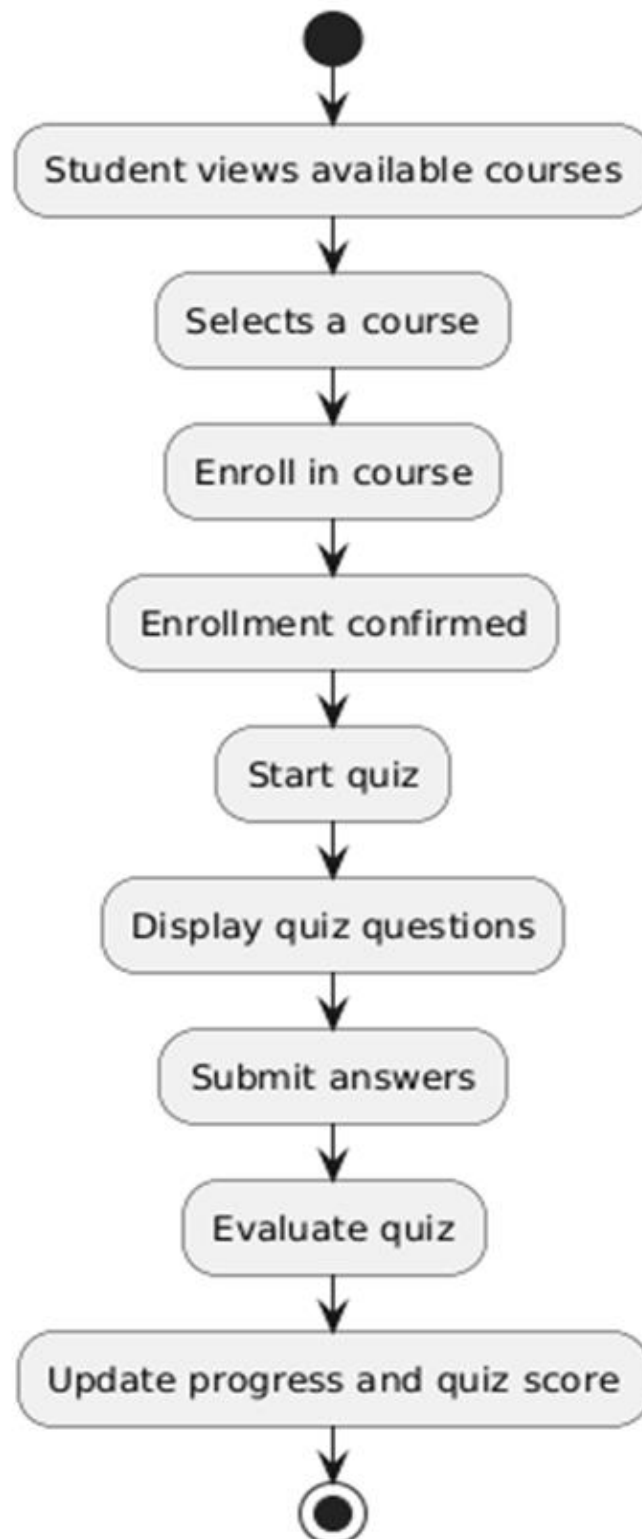 Student views available courses
Selects a course
Enroll in course
Enrollment confirmed
Start quiz
Display quiz questions
Submit answers
Evaluate quiz
Update progress and quiz score